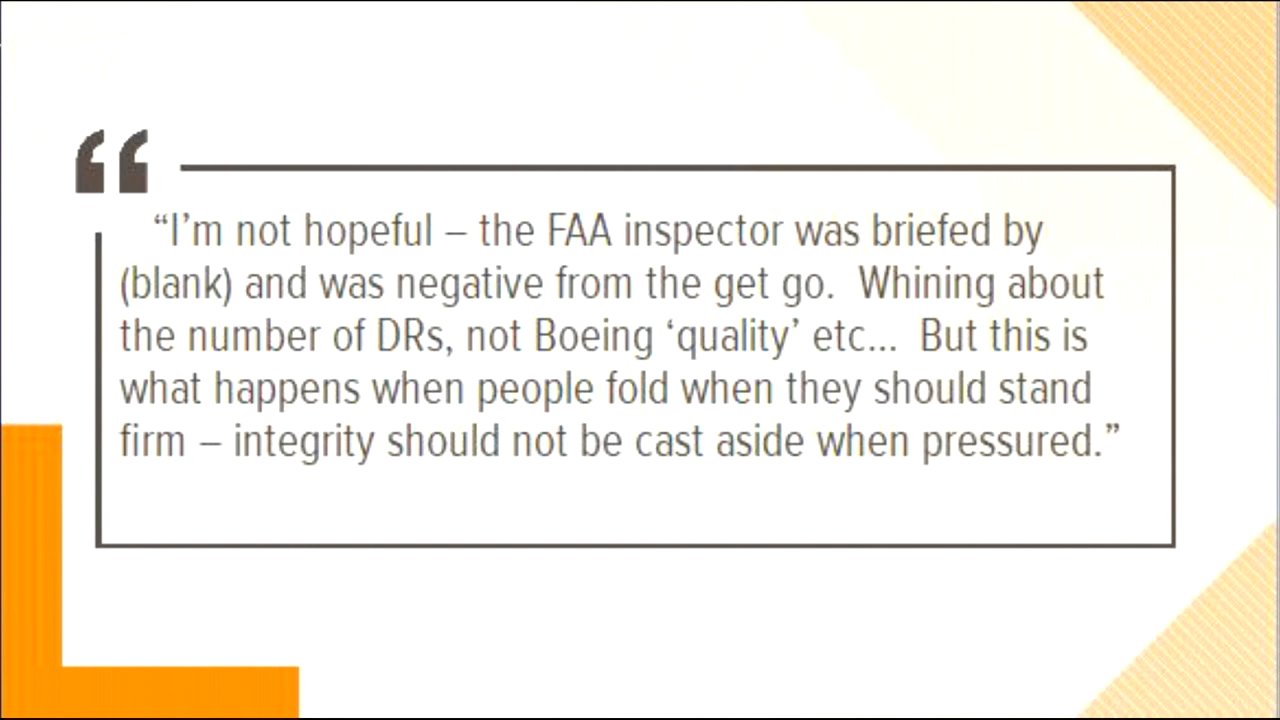 “I’m not hopeful – the FAA inspector was briefed by
(blank) and was negative from the get go.  Whining about
the number of DRs, not Boeing ‘quality’ etc...  But this is
what happens when people fold when they should stand
firm – integrity should not be cast aside when pressured.”